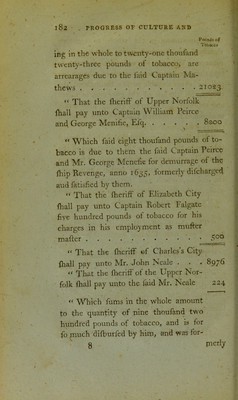 182 PROGRESS OF CULTURE AND
Pounds of
Tobacco
ing in the whole to twenty-one thouſand
twenty-three pounds of tobacco, are
arrearages due to the ſaid Captain Ma-
thews . . . . . . . . . . . 21023
“ That the ſheriff of Upper Norfolk
ſhall pay unto Captain William Peirce
and George Menifie, Eſq. . . . . . 8000
“ Which ſaid eight thouſand pounds of to-
bacco is due to them the ſaid Captain Peirce
and Mr. George Menefie for demurrage of the
ſhip Revenge, anno 1635, formerly diſcharged
and ſatisfied by them.
“ That the ſheriff of Elizabeth City
ſhall pay unto Captain Robert Falgate
five hundred pounds of tobacco for his
charges in his employment as muſter
maſter . . . . . . . . . . . 500
“ That the ſheriff of Charles's City
ſhall pay unto Mr. John Neale . . . 8976
“ That the ſheriff of the Upper Nor-
folk ſhall pay unto the ſaid Mr. Neale 224
“ Which ſums in the whole amount
to the quantity of nine thouſand two
hundred pounds of tobacco, and is for
ſo much diſburſed by him, and was for-
8 merly